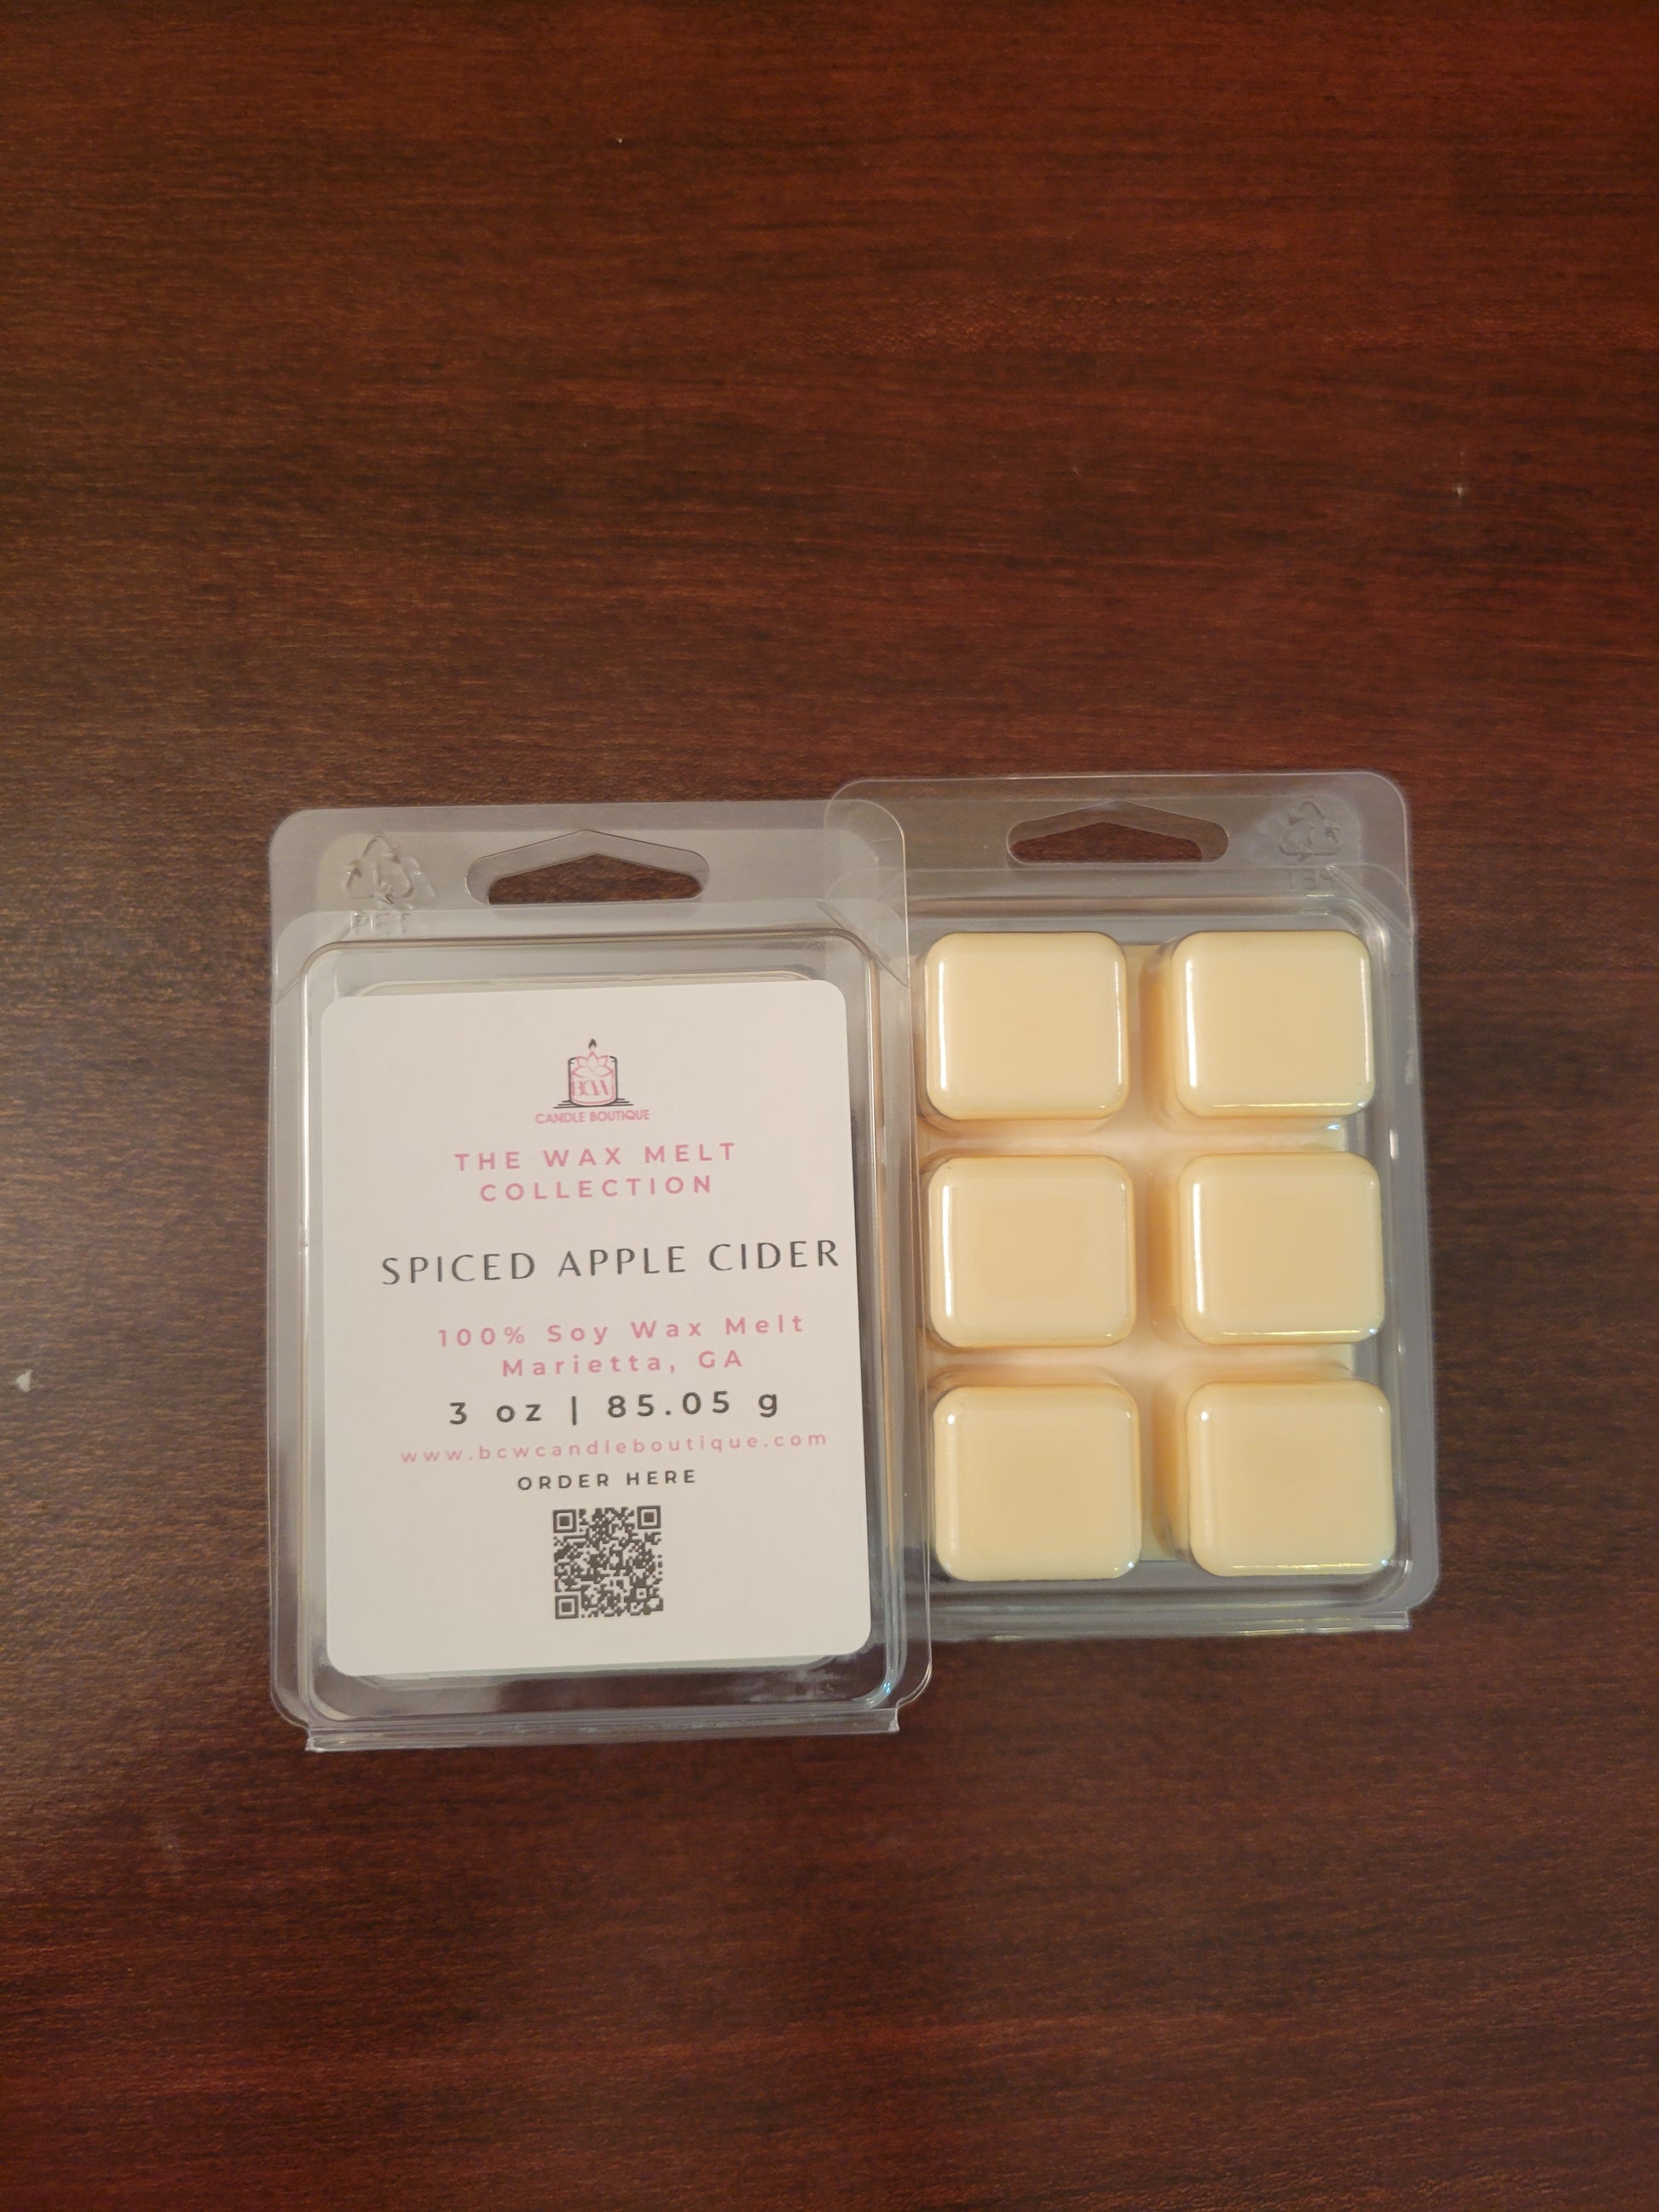 PET
BCW
CANDLE BOUTIQUE
THE WAX MELT
COLLECTION
SPICED APPLE CIDER
100% Soy Wax Melt
Marietta, GA
3 oz | 85.05 g
www.bcwcandleboutique.com
ORDER HERE